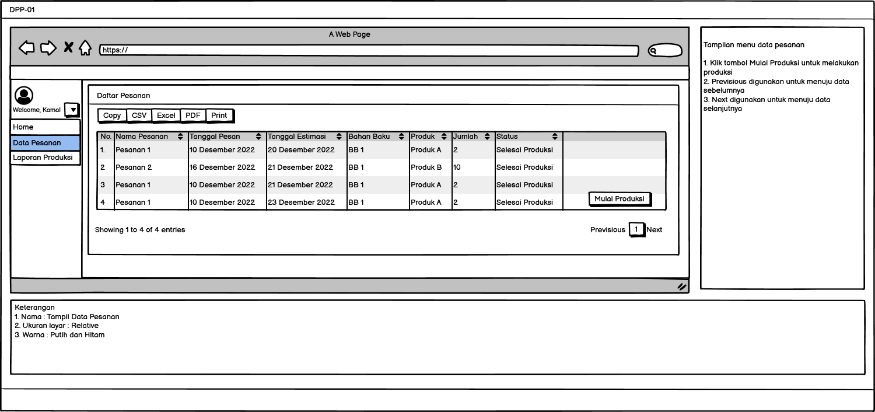 DPP-01
A Web Page
https://
Welcome, Kamal
Home
Data Pesanan
Laporan Produksi
Daftar Pesanan
Copy CSV Excel PDF Print
No. Nama Pesanan Tanggal Pesan Tanggal Estimasi Bahan Baku Produk Jumlah Status
1 Pesanan 1 10 Desember 2022 20 Desember 2022 BB 1 Produk A 2 Selesai Produksi
2 Pesanan 2 16 Desember 2022 21 Desember 2022 BB 1 Produk B 10 Selesai Produksi
3 Pesanan 1 10 Desember 2022 21 Desember 2022 BB 1 Produk A 2 Selesai Produksi
4 Pesanan 1 10 Desember 2022 23 Desember 2022 BB 1 Produk A 2 Selesai Produksi Mulai Produksi
Showing 1 to 4 of 4 entries
Previsious 1 Next
Tampilan menu data pesanan
1. Klik tombol Mulai Produksi untuk melakukan
produksi
2. Previsious digunakan untuk menuju data
sebelumnya
3. Next digunakan untuk menuju data
selanjutnya
Keterangan
1. Nama : Tampil Data Pesanan
2. Ukuran layar : Relative
3. Warna : Putih dan Hitam